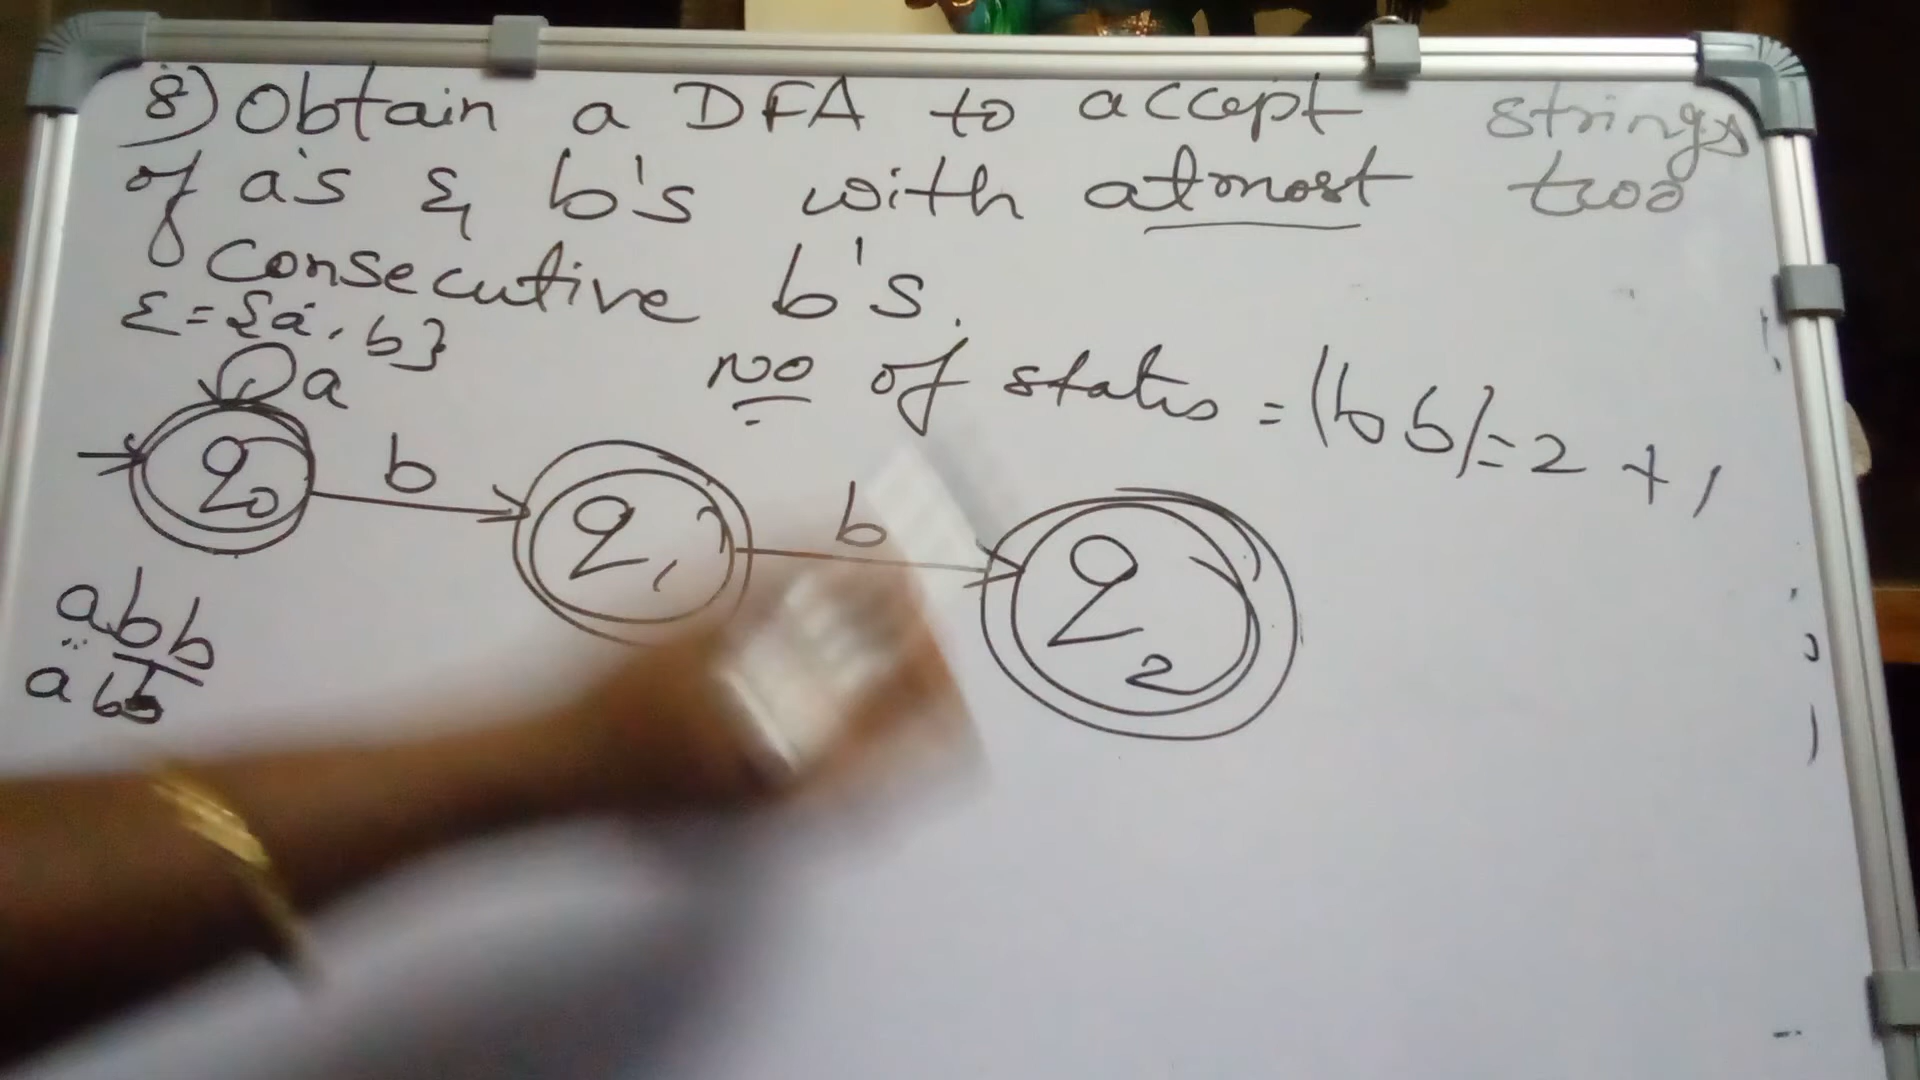 8) Obtain a DFA to accept strings
of a's & b's with atmost two
consecutive b's.
Σ = {a, b}
no of states = |bb| = 2 + 1
a
q0 b q1 b q2
abb